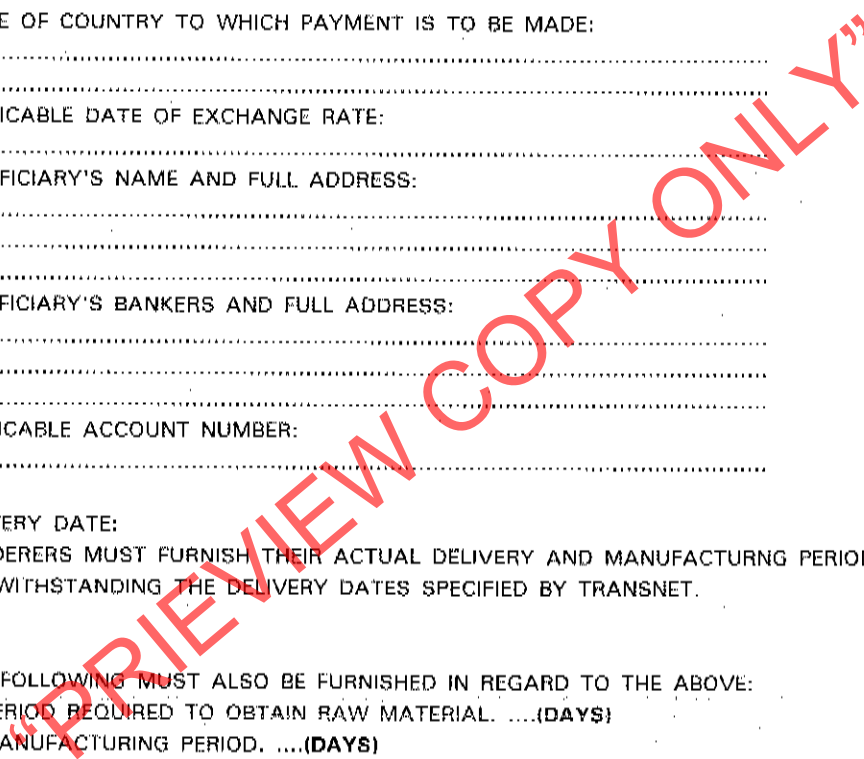 E OF COUNTRY TO WHICH PAYMENT IS TO BE MADE:
ICABLE DATE OF EXCHANGE RATE:
FICIARY'S NAME AND FULL ADDRESS:
FICIARY'S BANKERS AND FULL ADDRESS:
ICABLE ACCOUNT NUMBER:
ERY DATE:
DERERS MUST FURNISH THEIR ACTUAL DELIVERY AND MANUFACTURNG PERIOD
WITHSTANDING THE DELIVERY DATES SPECIFIED BY TRANSNET.
FOLLOWING MUST ALSO BE FURNISHED IN REGARD TO THE ABOVE:
ERIOD REQUIRED TO OBTAIN RAW MATERIAL. ....(DAYS)
ANUFACTURING PERIOD. ....(DAYS)
"PRIEVIEW COPY ONLY"